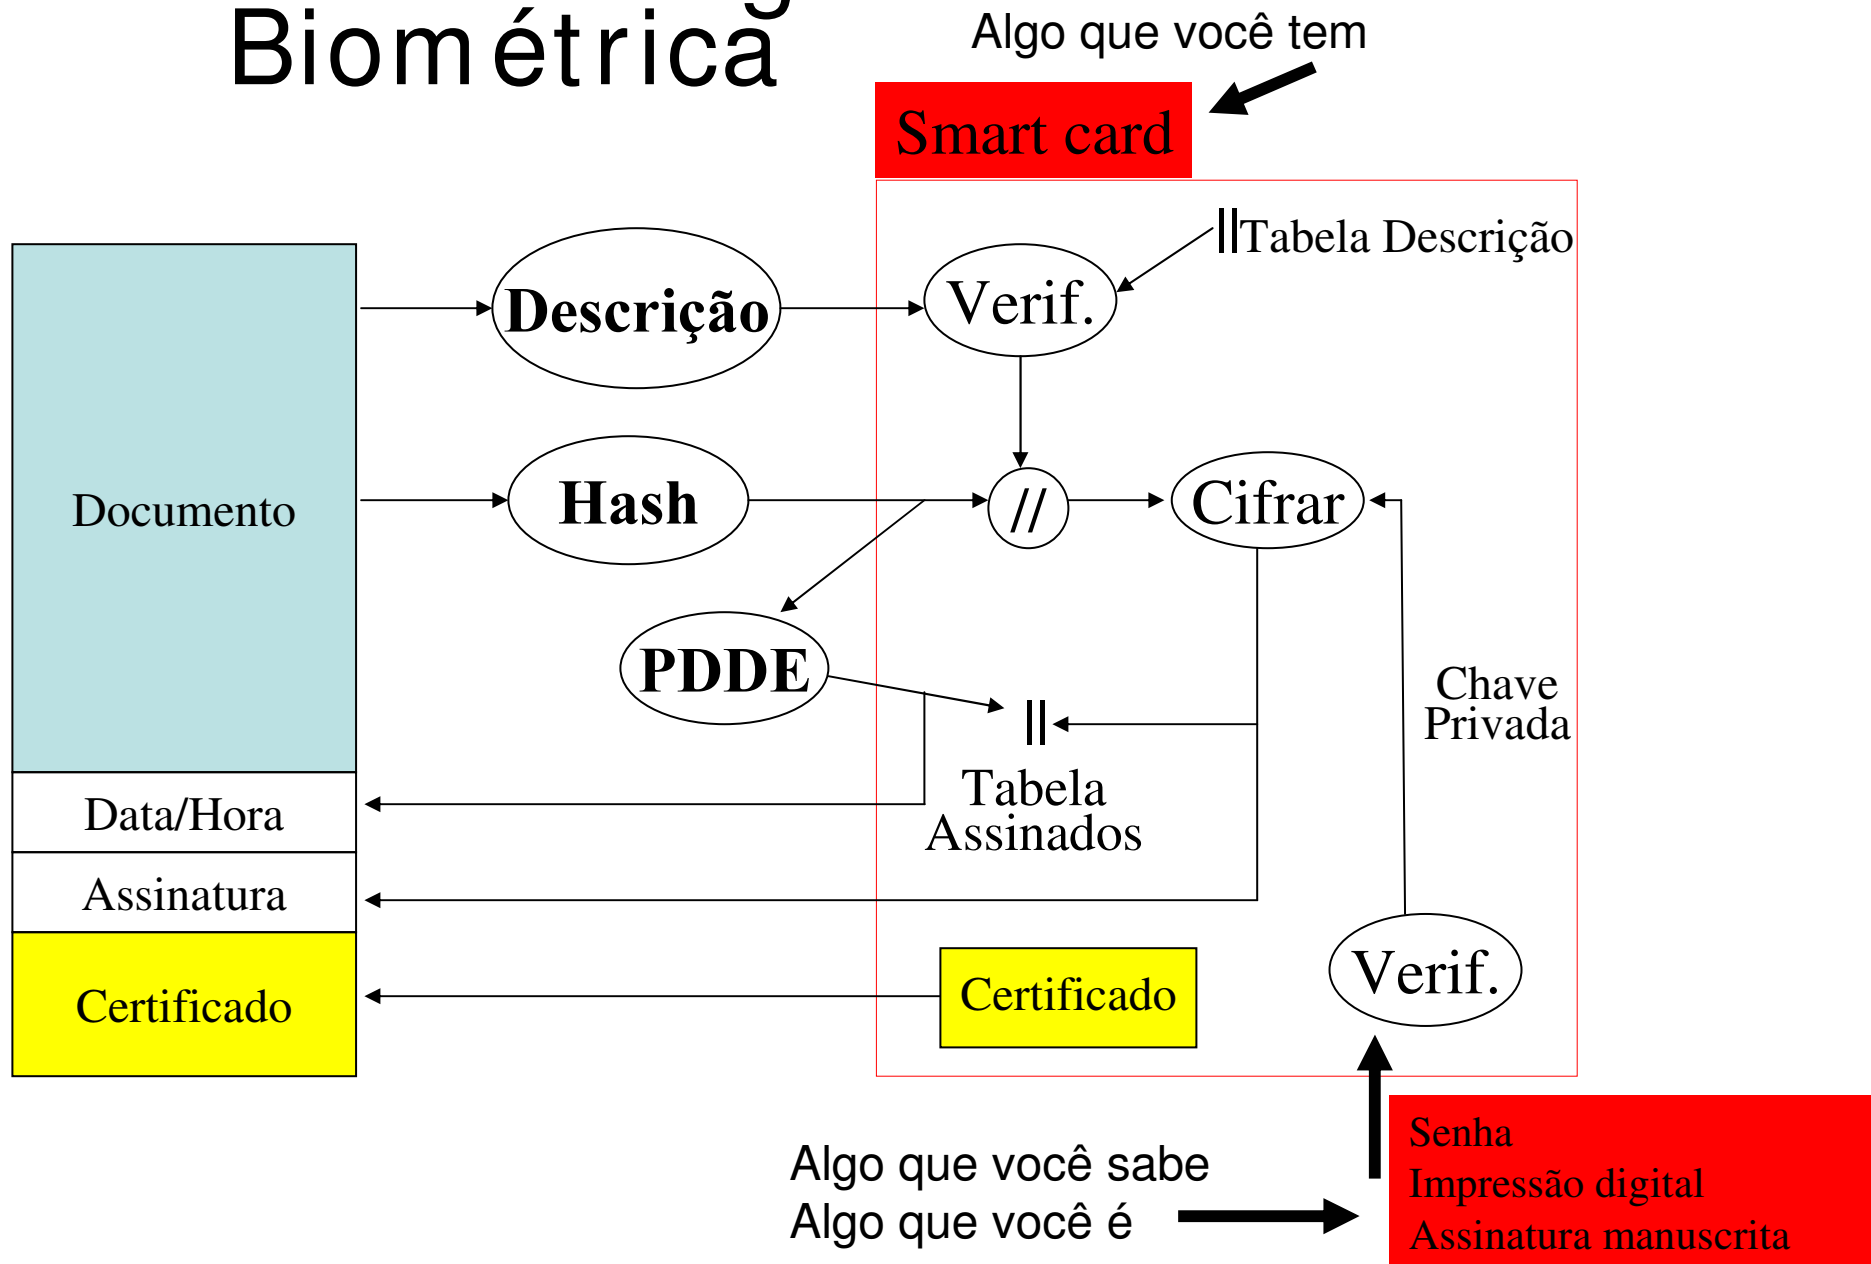 Biométrica
Algo que você tem
Smart card
||Tabela Descrição
Descrição
Verif.
Documento
Hash
//
Cifrar
PDDE
||
Chave
Privada
Tabela
Assinados
Data/Hora
Assinatura
Certificado
Certificado
Verif.
Algo que você sabe
Algo que você é
Senha
Impressão digital
Assinatura manuscrita